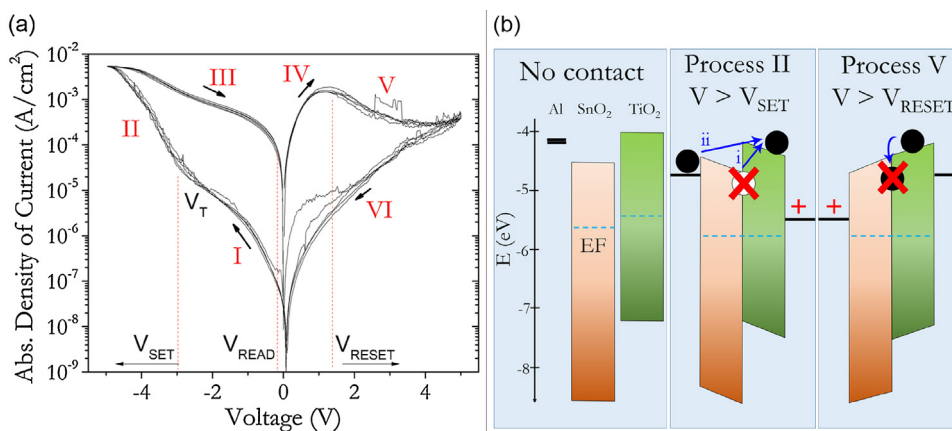 (a)
Abs. Density of Current (A/cm²)
10⁻²
10⁻³
10⁻⁴
10⁻⁵
10⁻⁶
10⁻⁷
10⁻⁸
10⁻⁹
I
II
III
IV
V
VI
V_T
V_SET
V_READ
V_RESET
-4
-2
0
2
4
Voltage (V)
(b)
No contact
Al
SnO₂
TiO₂
EF
E (eV)
-4
-5
-6
-7
-8
Process II
V > V_SET
ii
i
+
Process V
V > V_RESET
+